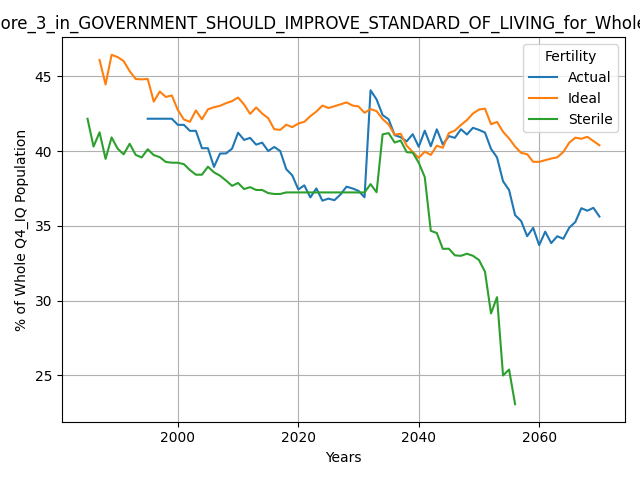 ore_3_in_GOVERNMENT_SHOULD_IMPROVE_STANDARD_OF_LIVING_for_Whole
Fertility
Actual
Ideal
Sterile
% of Whole Q4_IQ Population
45
40
35
30
25
2000
2020
2040
2060
Years